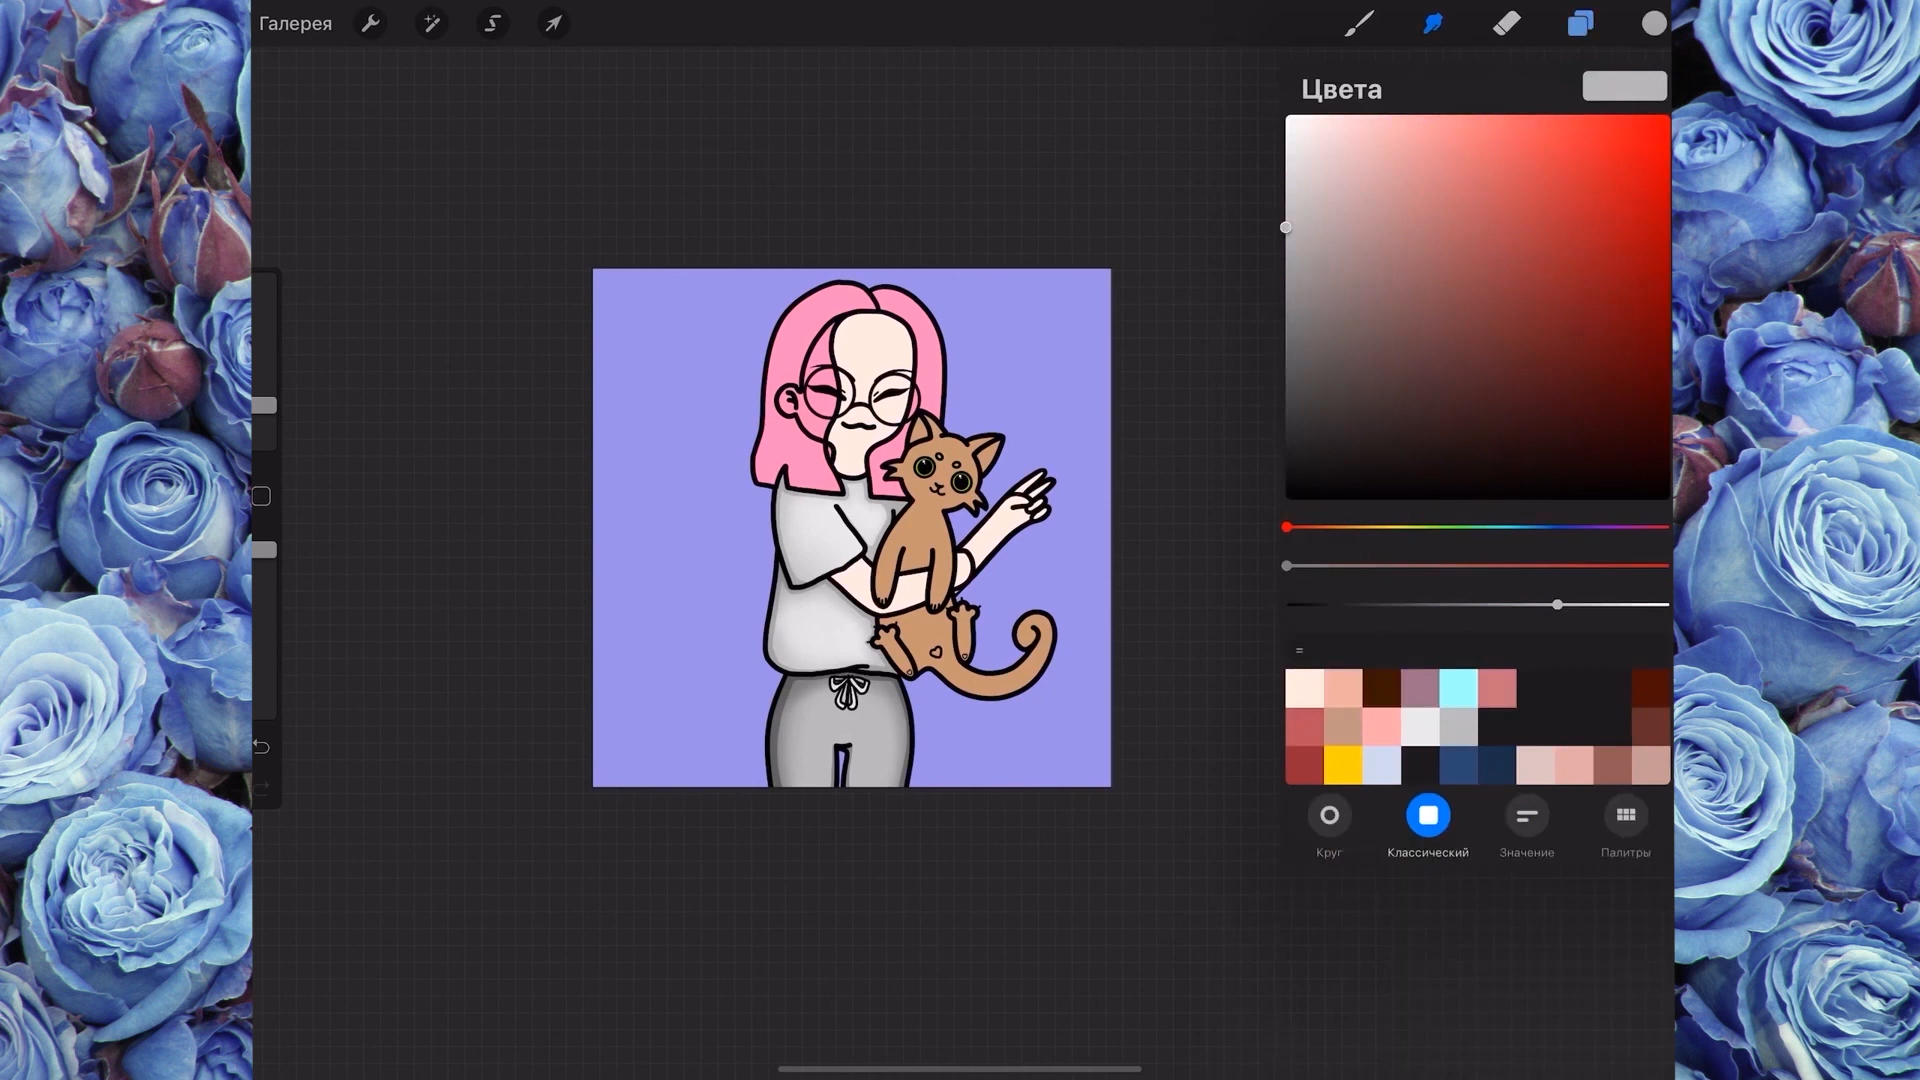 Галерея
Цвета
Круг
Классический
Значение
Палитры